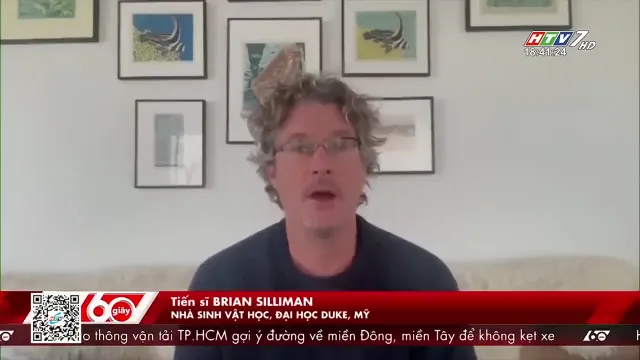 HTV7 HD
18:41:24
60 giây
Tiến sĩ BRIAN SILLIMAN
NHÀ SINH VẬT HỌC, ĐẠI HỌC DUKE, MỸ
o thông vận tải TP.HCM gợi ý đường về miền Đông, miền Tây để không kẹt xe
60